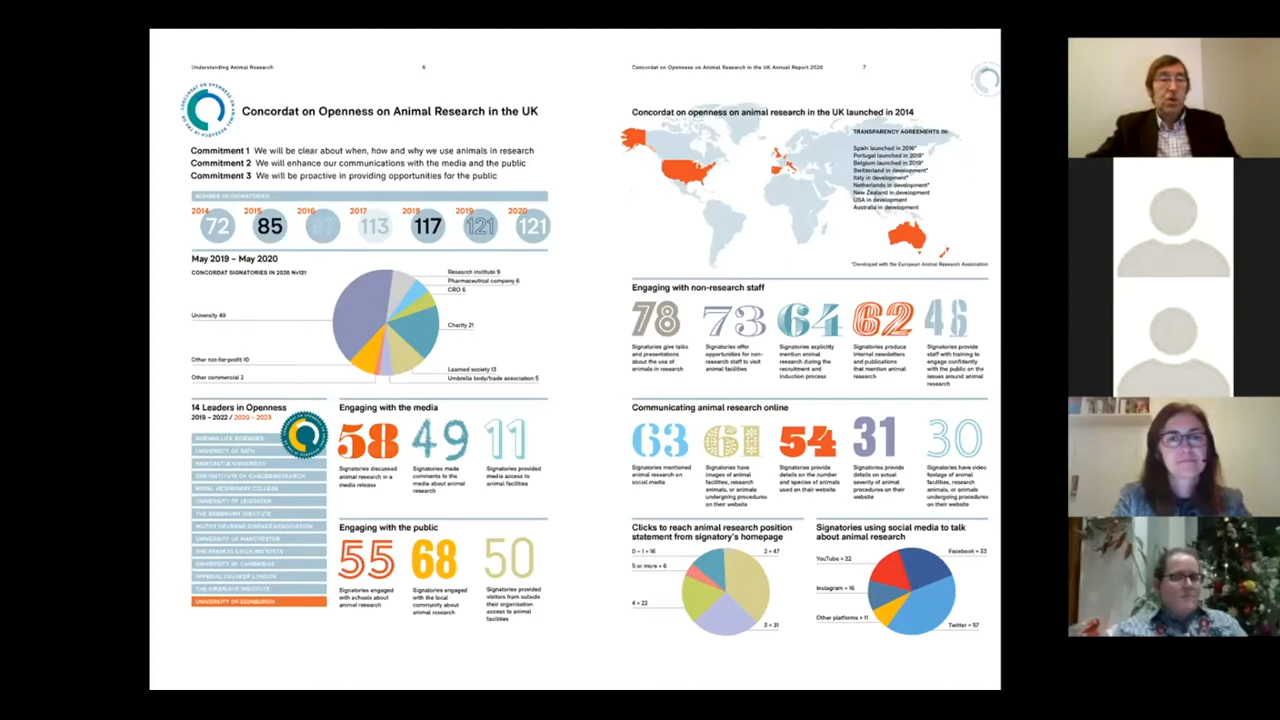 Understanding Animal Research
6
Concordat on Openness on Animal Research in the UK
Commitment 1 We will be clear about when, how and why we use animals in research
Commitment 2 We will enhance our communications with the media and the public
Commitment 3 We will be proactive in providing opportunities for the public
NUMBER OF SIGNATORIES
2014 2015 2016 2017 2018 2019 2020
72 85 113 117 121 121
May 2019 – May 2020
CONCORDAT SIGNATORIES IN 2020 N=121
Research institute 9
Pharmaceutical company 6
CRO 6
University 49
Charity 21
Other not-for-profit 10
Learned society 13
Other commercial 2
Umbrella body/trade association 5
14 Leaders in Openness
2019 – 2022 / 2020 – 2023
UNIVERSITY OF BATH
NEWCASTLE UNIVERSITY
THE INSTITUTE OF CANCER RESEARCH
ROYAL VETERINARY COLLEGE
UNIVERSITY OF LEICESTER
THE BABRAHAM INSTITUTE
MOTOR NEURONE DISEASE ASSOCIATION
UNIVERSITY OF MANCHESTER
THE FRANCIS CRICK INSTITUTE
UNIVERSITY OF CAMBRIDGE
IMPERIAL COLLEGE LONDON
THE PIRBRIGHT INSTITUTE
UNIVERSITY OF EDINBURGH
Engaging with the media
58
Signatories discussed
animal research in a
media release
49
Signatories made
comments to the
media about animal
research
11
Signatories provided
media access to
animal facilities
Engaging with the public
55
Signatories engaged
with schools about
animal research
68
Signatories engaged
with the local
community about
animal research
50
Signatories provided
visitors from outside
their organisation
access to animal
facilities
Concordat on Openness on Animal Research in the UK Annual Report 2020
7
Concordat on openness on animal research in the UK launched in 2014
TRANSPARENCY AGREEMENTS IN:
Spain launched in 2016*
Portugal launched in 2018*
Belgium launched in 2019*
Switzerland in development*
Italy in development*
Netherlands in development*
New Zealand in development
USA in development
Australia in development
*Developed with the European Animal Research Association
Engaging with non-research staff
78
Signatories give talks
and presentations
about the use of
animals in research
73
Signatories offer
opportunities for non-
research staff to visit
animal facilities
64
Signatories explicitly
mention animal
research during the
recruitment and
induction process
62
Signatories produce
internal newsletters
and publications
that mention animal
research
46
Signatories provide
staff with training to
engage confidently
with the public on the
issues around animal
research
Communicating animal research online
63
Signatories mentioned
animal research on
social media
61
Signatories have
images of animal
facilities, research,
animals, or animals
undergoing procedures
on their website
54
Signatories provide
details on the number
and species of animals
used on their website
31
Signatories provide
details on actual
severity of animal
procedures on their
website
30
Signatories have video
footage of animal
facilities, research,
or animals
undergoing procedures
on their website
Clicks to reach animal research position
statement from signatory's homepage
0 – 1 = 16
2 = 47
5 or more = 6
4 = 22
3 = 31
Signatories using social media to talk
about animal research
YouTube = 22
Facebook = 33
Instagram = 16
Other platforms = 11
Twitter = 57